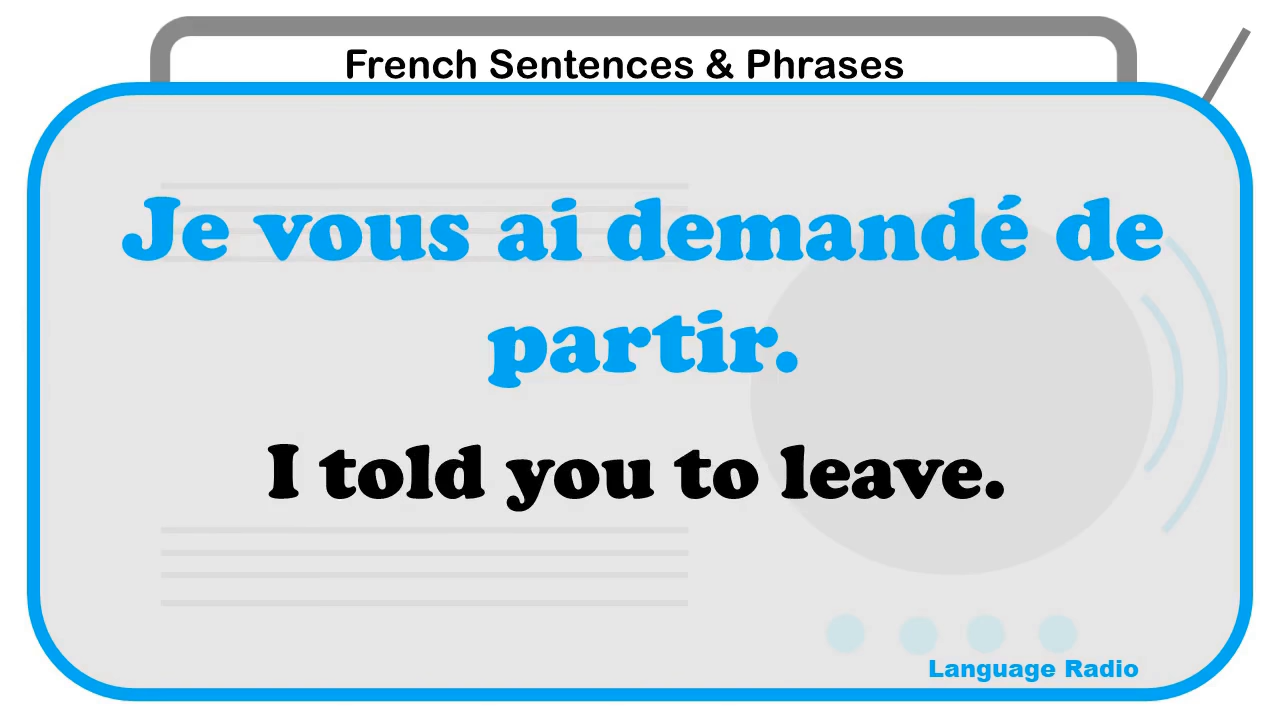 French Sentences & Phrases
Je vous ai demandé de
partir.
I told you to leave.
Language Radio